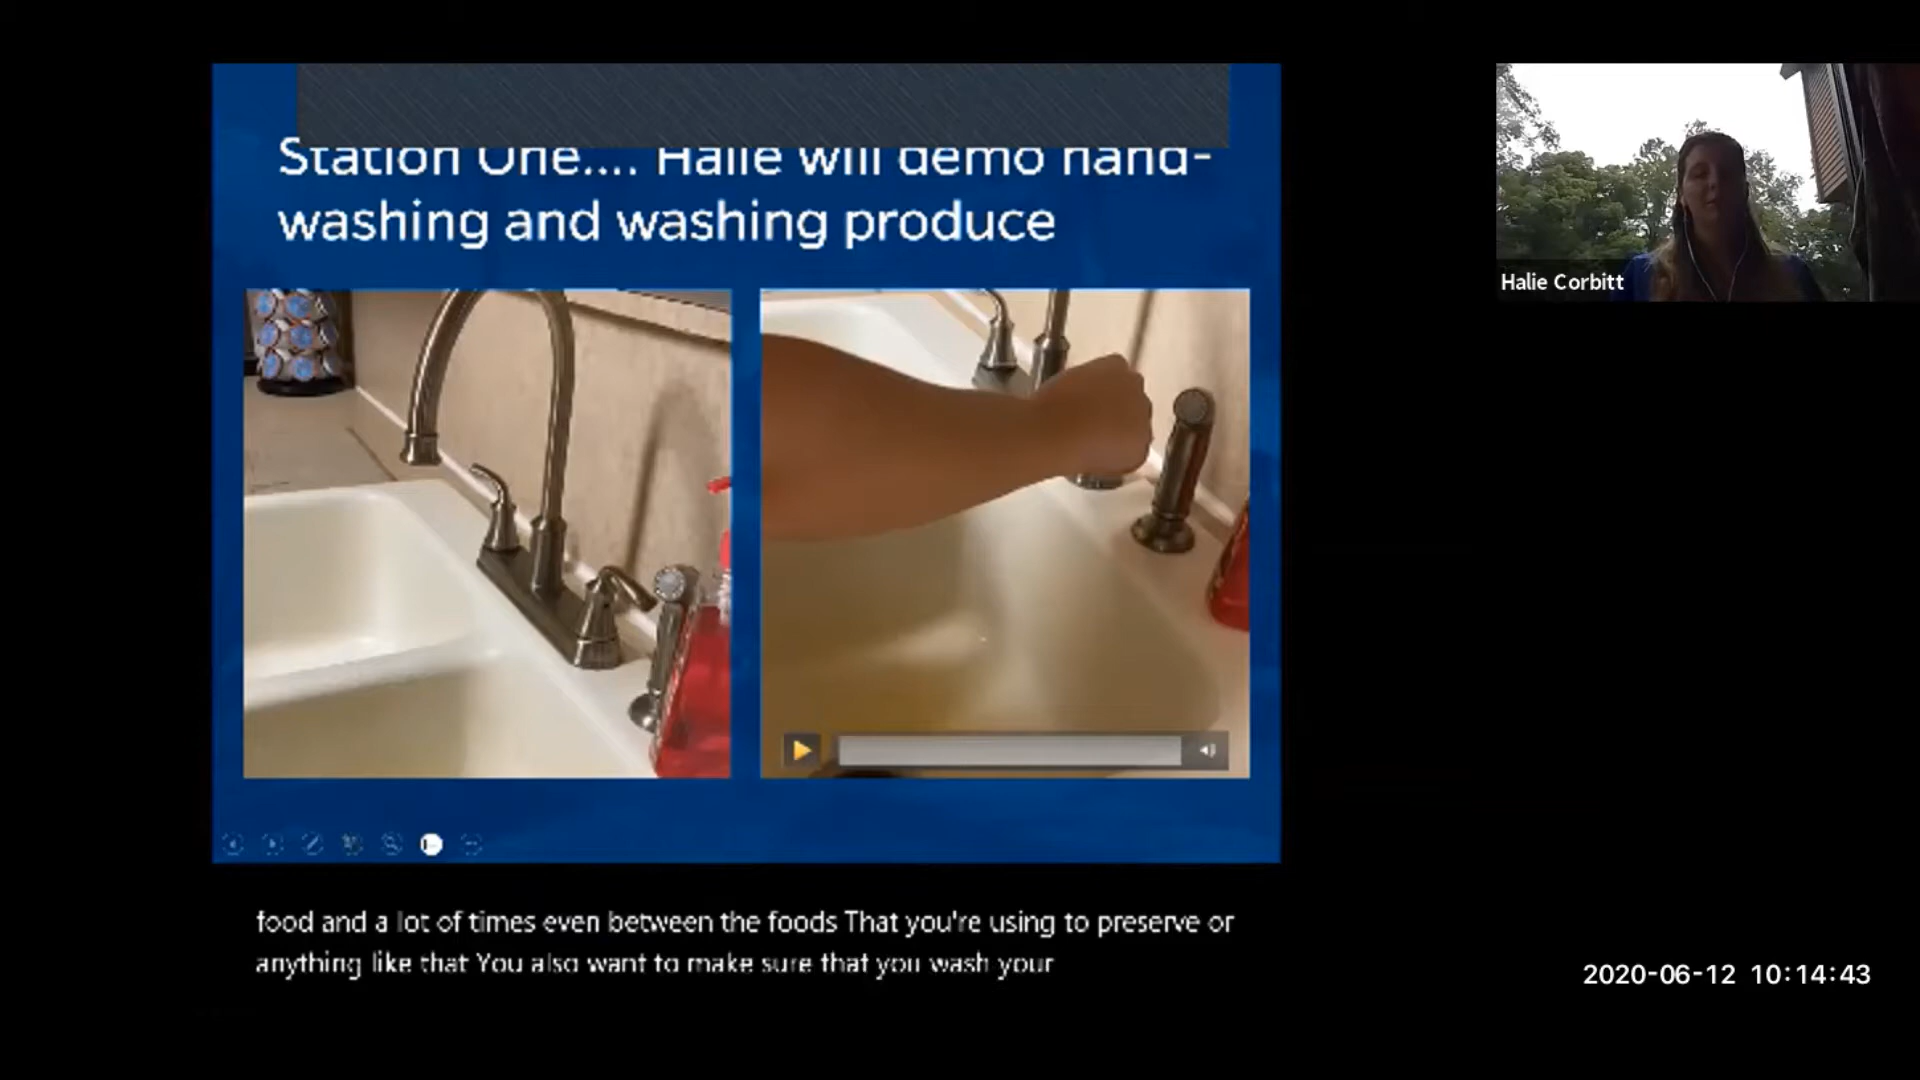 Station One.... Halie will demo hand-
washing and washing produce
Halie Corbitt
food and a lot of times even between the foods That you're using to preserve or
anything like that You also want to make sure that you wash your
2020-06-12 10:14:43